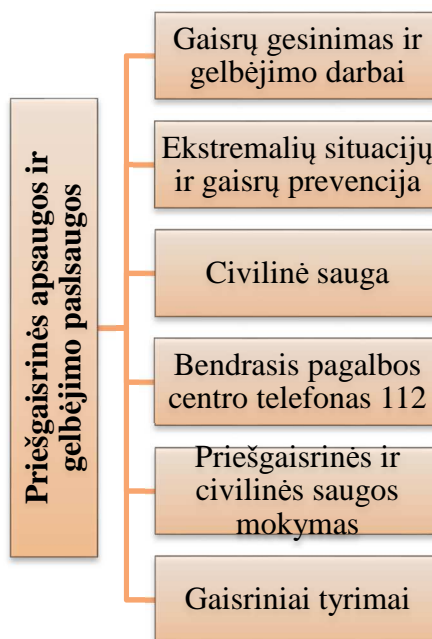 Priešgaisrinės apsaugos ir
gelbėjimo paslsaugos
Gaisrų gesinimas ir
gelbėjimo darbai
Ekstremalių situacijų
ir gaisrų prevencija
Civilinė sauga
Bendrasis pagalbos
centro telefonas 112
Priešgaisrinės ir
civilinės saugos
mokymas
Gaisriniai tyrimai